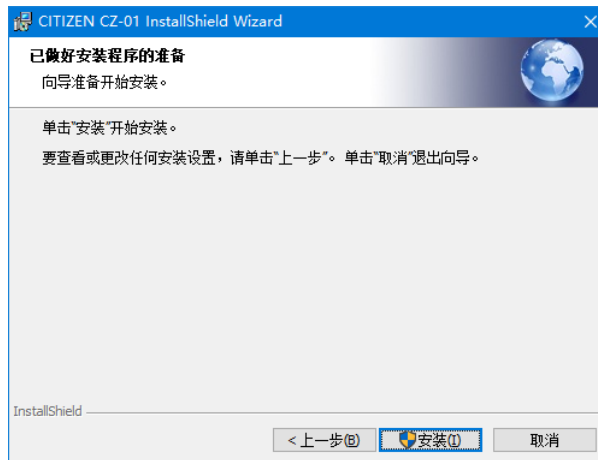 CITIZEN CZ-01 InstallShield Wizard
已做好安装程序的准备
向导准备开始安装。
单击"安装"开始安装。
要查看或更改任何安装设置，请单击"上一步"。单击"取消"退出向导。
InstallShield
<上一步(B) 安装(I) 取消